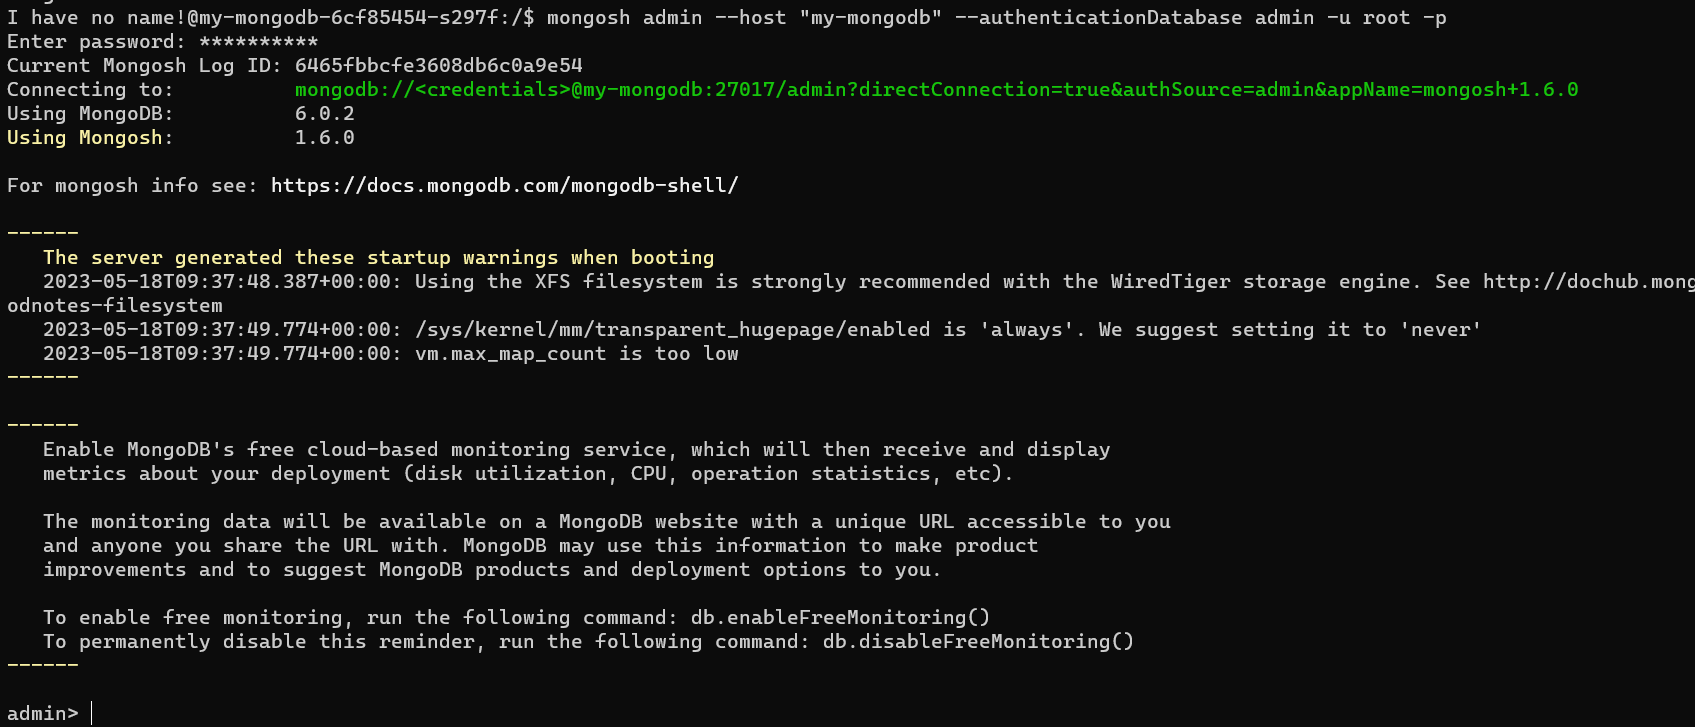 I have no name!@my-mongodb-6cf85454-s297f:/$ mongosh admin --host "my-mongodb" --authenticationDatabase admin -u root -p
Enter password: **********
Current Mongosh Log ID: 6465fbbcfe3608db6c0a9e54
Connecting to:          mongodb://<credentials>@my-mongodb:27017/admin?directConnection=true&authSource=admin&appName=mongosh+1.6.0
Using MongoDB:          6.0.2
Using Mongosh:          1.6.0
For mongosh info see: https://docs.mongodb.com/mongodb-shell/
------
   The server generated these startup warnings when booting
   2023-05-18T09:37:48.387+00:00: Using the XFS filesystem is strongly recommended with the WiredTiger storage engine. See http://dochub.mong
odnotes-filesystem
   2023-05-18T09:37:49.774+00:00: /sys/kernel/mm/transparent_hugepage/enabled is 'always'. We suggest setting it to 'never'
   2023-05-18T09:37:49.774+00:00: vm.max_map_count is too low
------
------
   Enable MongoDB's free cloud-based monitoring service, which will then receive and display
   metrics about your deployment (disk utilization, CPU, operation statistics, etc).
   The monitoring data will be available on a MongoDB website with a unique URL accessible to you
   and anyone you share the URL with. MongoDB may use this information to make product
   improvements and to suggest MongoDB products and deployment options to you.
   To enable free monitoring, run the following command: db.enableFreeMonitoring()
   To permanently disable this reminder, run the following command: db.disableFreeMonitoring()
------
admin>